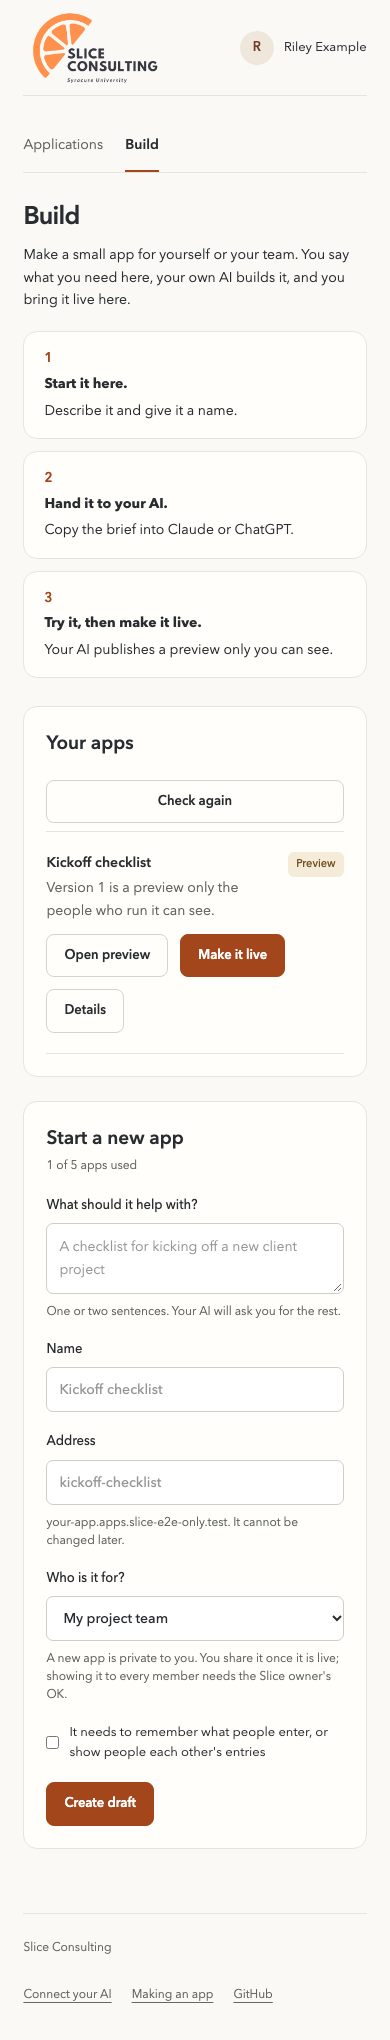 SLICE
CONSULTING
Syracuse University
R
Riley Example
Applications
Build
Build
Make a small app for yourself or your team. You say
what you need here, your own AI builds it, and you
bring it live here.
1
Start it here.
Describe it and give it a name.
2
Hand it to your AI.
Copy the brief into Claude or ChatGPT.
3
Try it, then make it live.
Your AI publishes a preview only you can see.
Your apps
Check again
Kickoff checklist
Preview
Version 1 is a preview only the
people who run it can see.
Open preview
Make it live
Details
Start a new app
1 of 5 apps used
What should it help with?
A checklist for kicking off a new client
project
One or two sentences. Your AI will ask you for the rest.
Name
Kickoff checklist
Address
kickoff-checklist
your-app.apps.slice-e2e-only.test. It cannot be
changed later.
Who is it for?
My project team
A new app is private to you. You share it once it is live;
showing it to every member needs the Slice owner's
OK.
It needs to remember what people enter, or
show people each other's entries
Create draft
Slice Consulting
Connect your AI
Making an app
GitHub